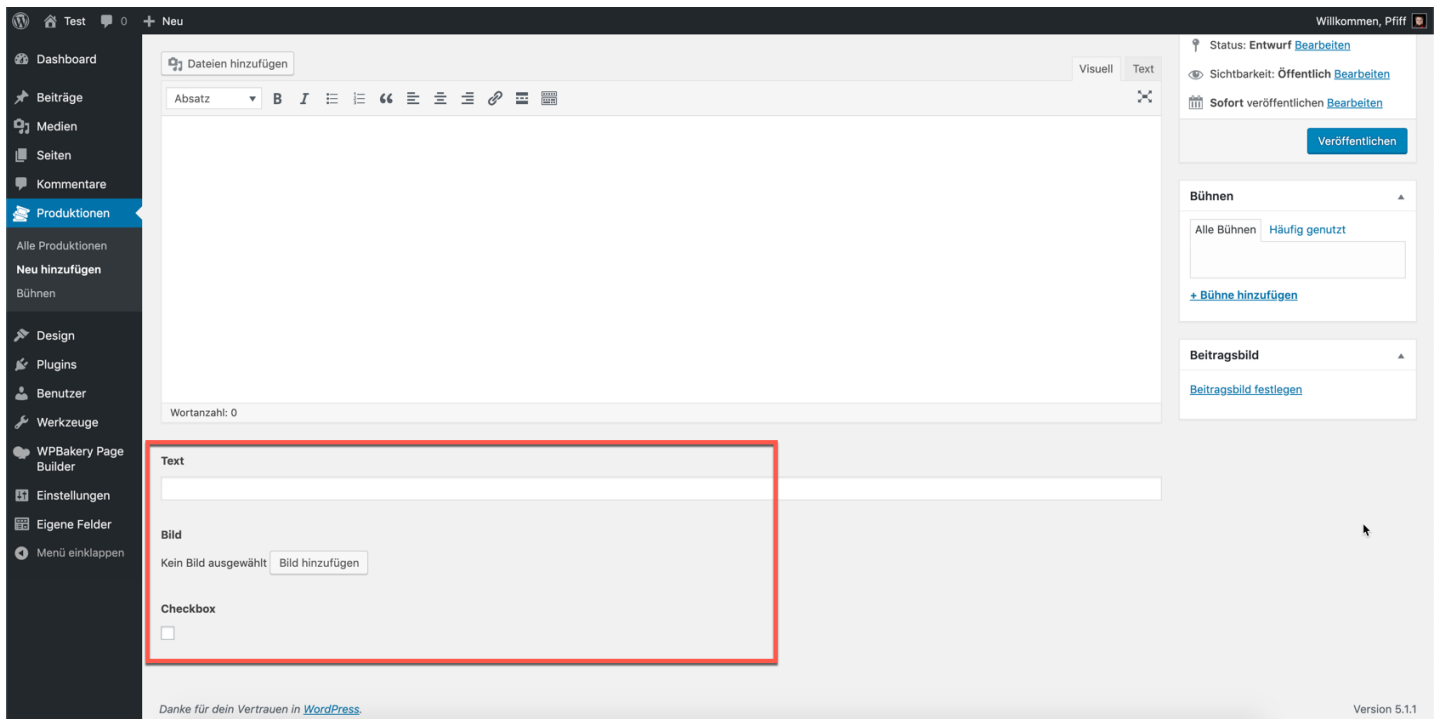 Test 0 Neu Willkommen, Pfiff
Dashboard
Beiträge
Medien
Seiten
Kommentare
Produktionen
Alle Produktionen
Neu hinzufügen
Bühnen
Design
Plugins
Benutzer
Werkzeuge
WPBakery Page
Builder
Einstellungen
Eigene Felder
Menü einklappen
Dateien hinzufügen
Visuell Text
Absatz B I
Wortanzahl: 0
Text
Bild
Kein Bild ausgewählt Bild hinzufügen
Checkbox
Status: Entwurf Bearbeiten
Sichtbarkeit: Öffentlich Bearbeiten
Sofort veröffentlichen Bearbeiten
Veröffentlichen
Bühnen
Alle Bühnen Häufig genutzt
+ Bühne hinzufügen
Beitragsbild
Beitragsbild festlegen
Danke für dein Vertrauen in WordPress.
Version 5.1.1